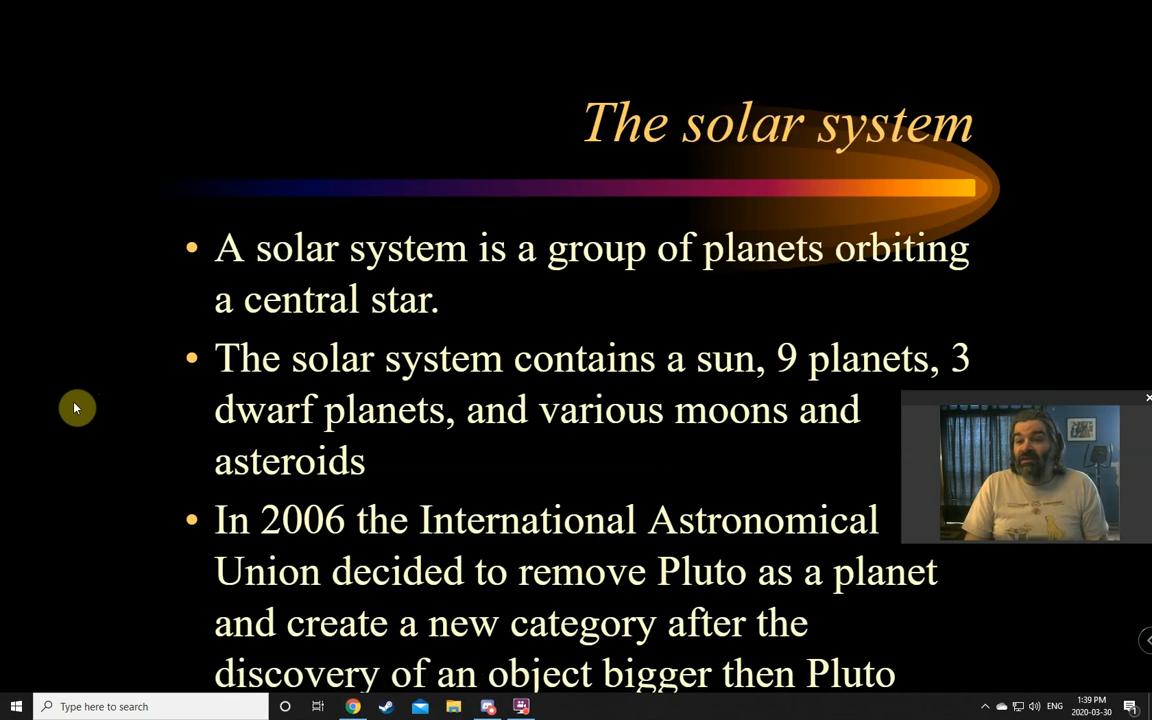 The solar system
• A solar system is a group of planets orbiting
a central star.
• The solar system contains a sun, 9 planets, 3
dwarf planets, and various moons and
asteroids
• In 2006 the International Astronomical
Union decided to remove Pluto as a planet
and create a new category after the
discovery of an object bigger then Pluto
Type here to search
ENG
1:39 PM
2020-03-30
1